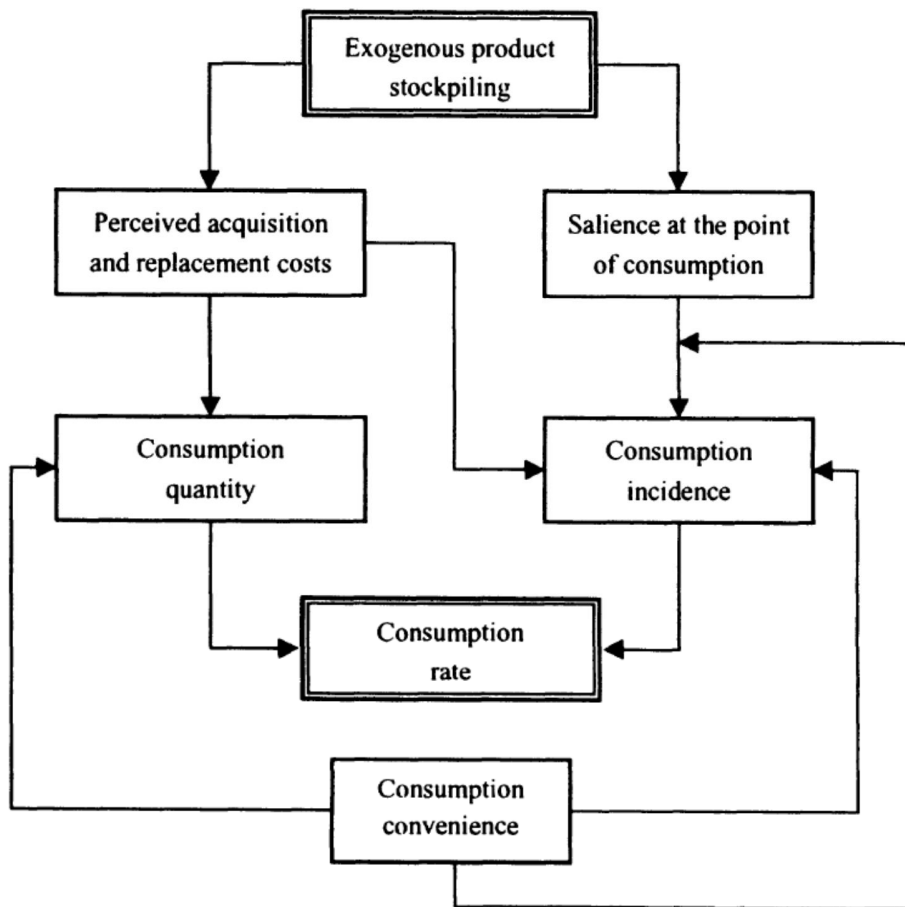 Exogenous product
stockpiling
Perceived acquisition
and replacement costs
Salience at the point
of consumption
Consumption
quantity
Consumption
incidence
Consumption
rate
Consumption
convenience